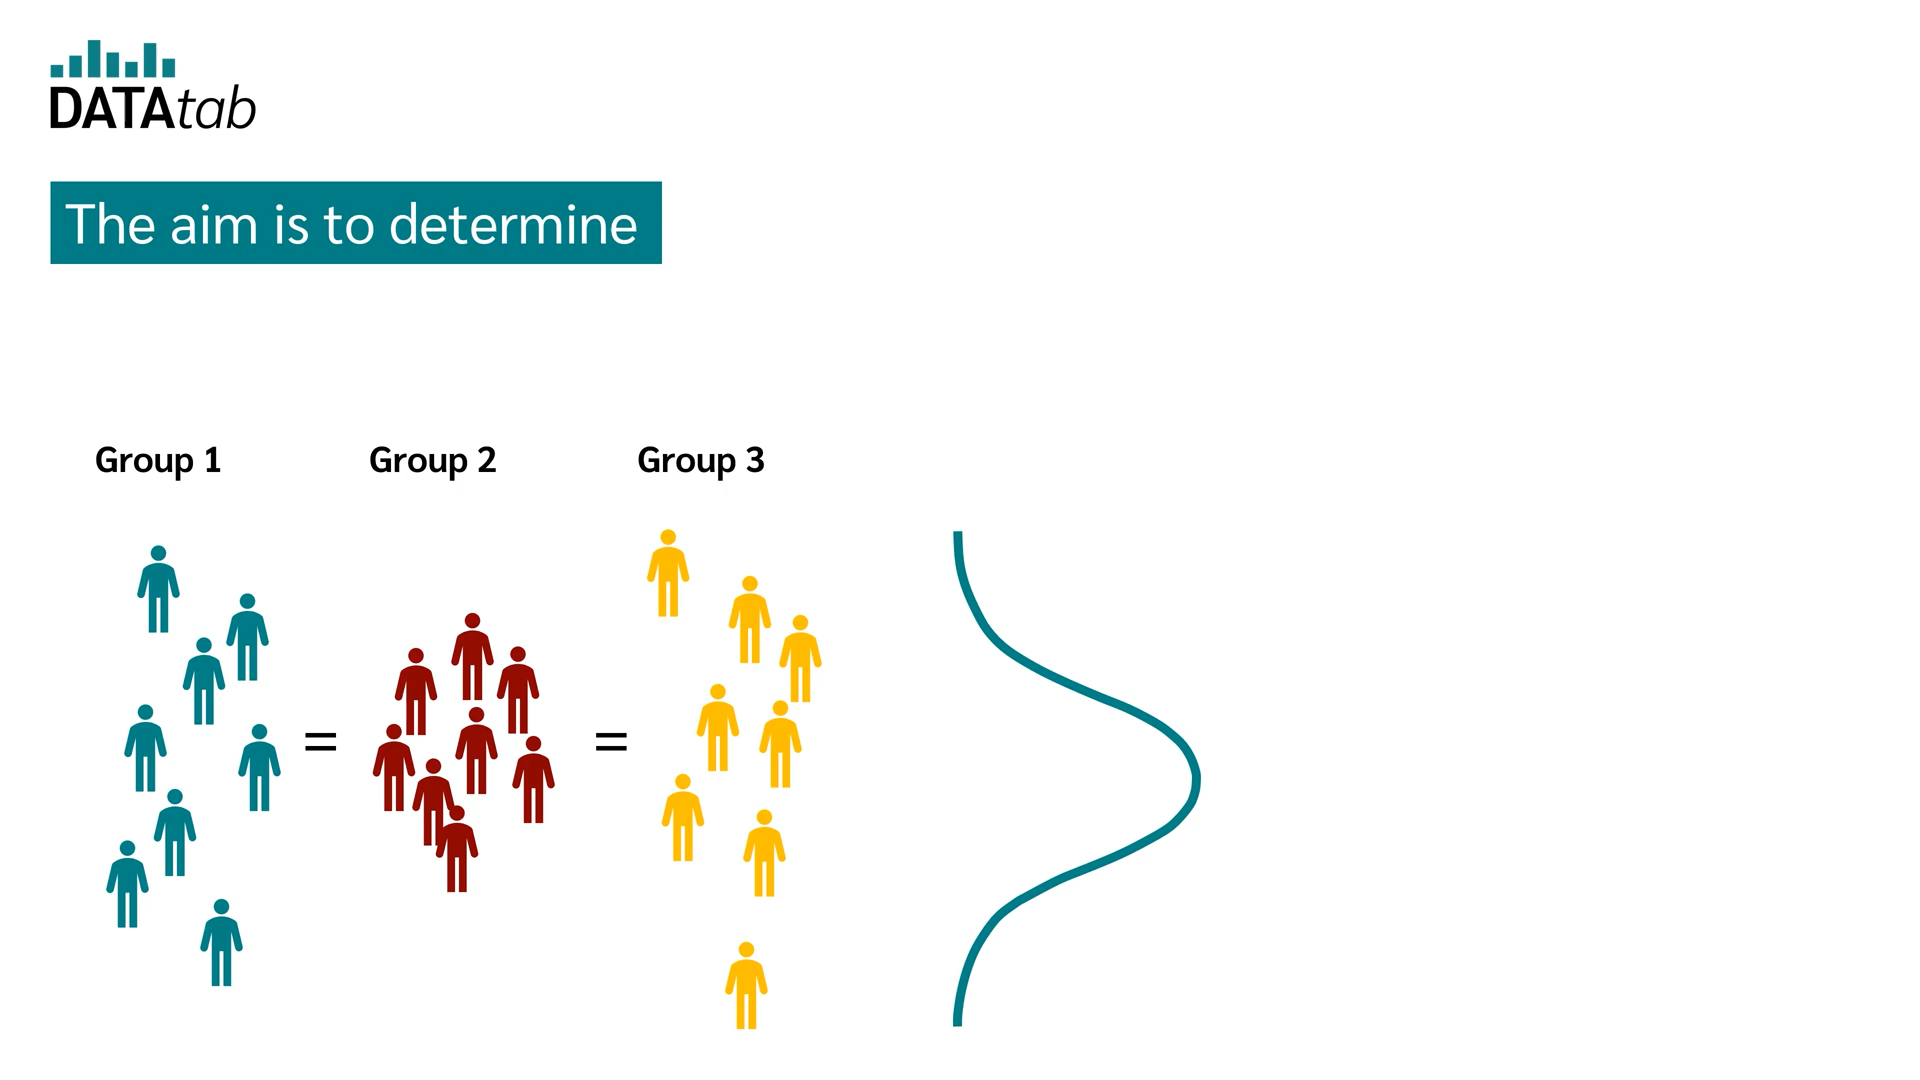 DATAtab
The aim is to determine
Group 1 Group 2 Group 3
= =